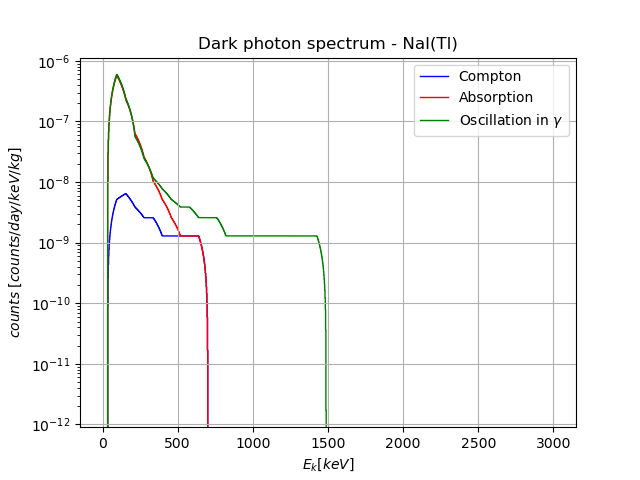 Dark photon spectrum - NaI(Tl)
Compton
Absorption
Oscillation in γ
counts [counts/day/keV/kg]
10⁻⁶
10⁻⁷
10⁻⁸
10⁻⁹
10⁻¹⁰
10⁻¹¹
10⁻¹²
0 500 1000 1500 2000 2500 3000
E_k[keV]